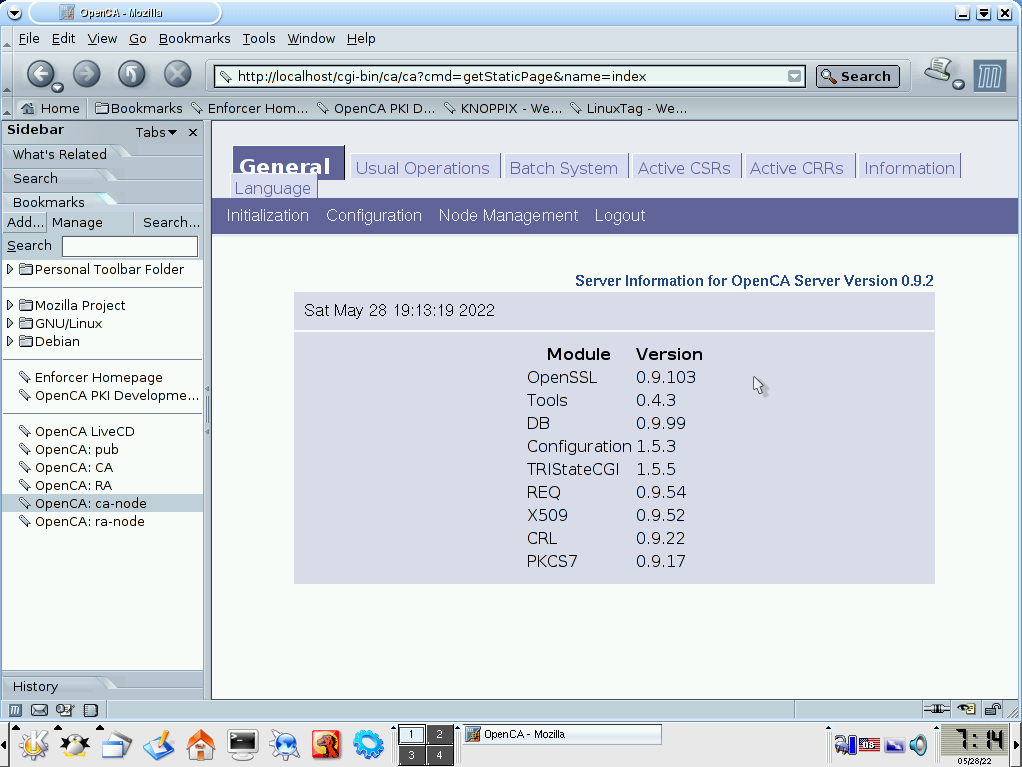 OpenCA - Mozilla
File Edit View Go Bookmarks Tools Window Help
http://localhost/cgi-bin/ca/ca?cmd=getStaticPage&name=index Search
Home Bookmarks Enforcer Hom... OpenCA PKI D... KNOPPIX - We... LinuxTag - We...
Sidebar Tabs
What's Related
Search
Bookmarks
Add... Manage Search...
Search
Personal Toolbar Folder
Mozilla Project
GNU/Linux
Debian
Enforcer Homepage
OpenCA PKI Developme...
OpenCA LiveCD
OpenCA: pub
OpenCA: CA
OpenCA: RA
OpenCA: ca-node
OpenCA: ra-node
History
General Usual Operations Batch System Active CSRs Active CRRs Information
Language
Initialization Configuration Node Management Logout
Server Information for OpenCA Server Version 0.9.2
Sat May 28 19:13:19 2022
Module Version
OpenSSL 0.9.103
Tools 0.4.3
DB 0.9.99
Configuration 1.5.3
TRIStateCGI 1.5.5
REQ 0.9.54
X509 0.9.52
CRL 0.9.22
PKCS7 0.9.17
1 2
3 4
OpenCA - Mozilla
US
7:14
05/28/22